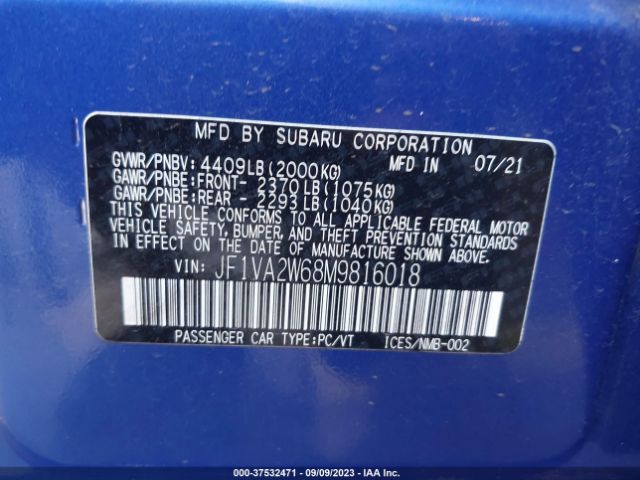 MFD BY SUBARU CORPORATION
GVWR/PNBV: 4409LB(2000KG) MFD IN 07/21
GAWR/PNBE:FRONT- 2370LB(1075KG)
GAWR/PNBE:REAR - 2293LB(1040KG)
THIS VEHICLE CONFORMS TO ALL APPLICABLE FEDERAL MOTOR
VEHICLE SAFETY, BUMPER, AND THEFT PREVENTION STANDARDS
IN EFFECT ON THE DATE OF MANUFACTURE SHOWN ABOVE.
VIN: JF1VA2W68M9816018
PASSENGER CAR TYPE:PC/VT ICES/NMB-002
000-37532471 - 09/09/2023 - IAA Inc.